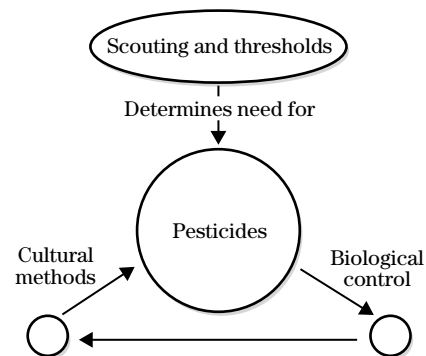 Scouting and thresholds
Determines need for
Pesticides
Cultural
methods
Biological
control